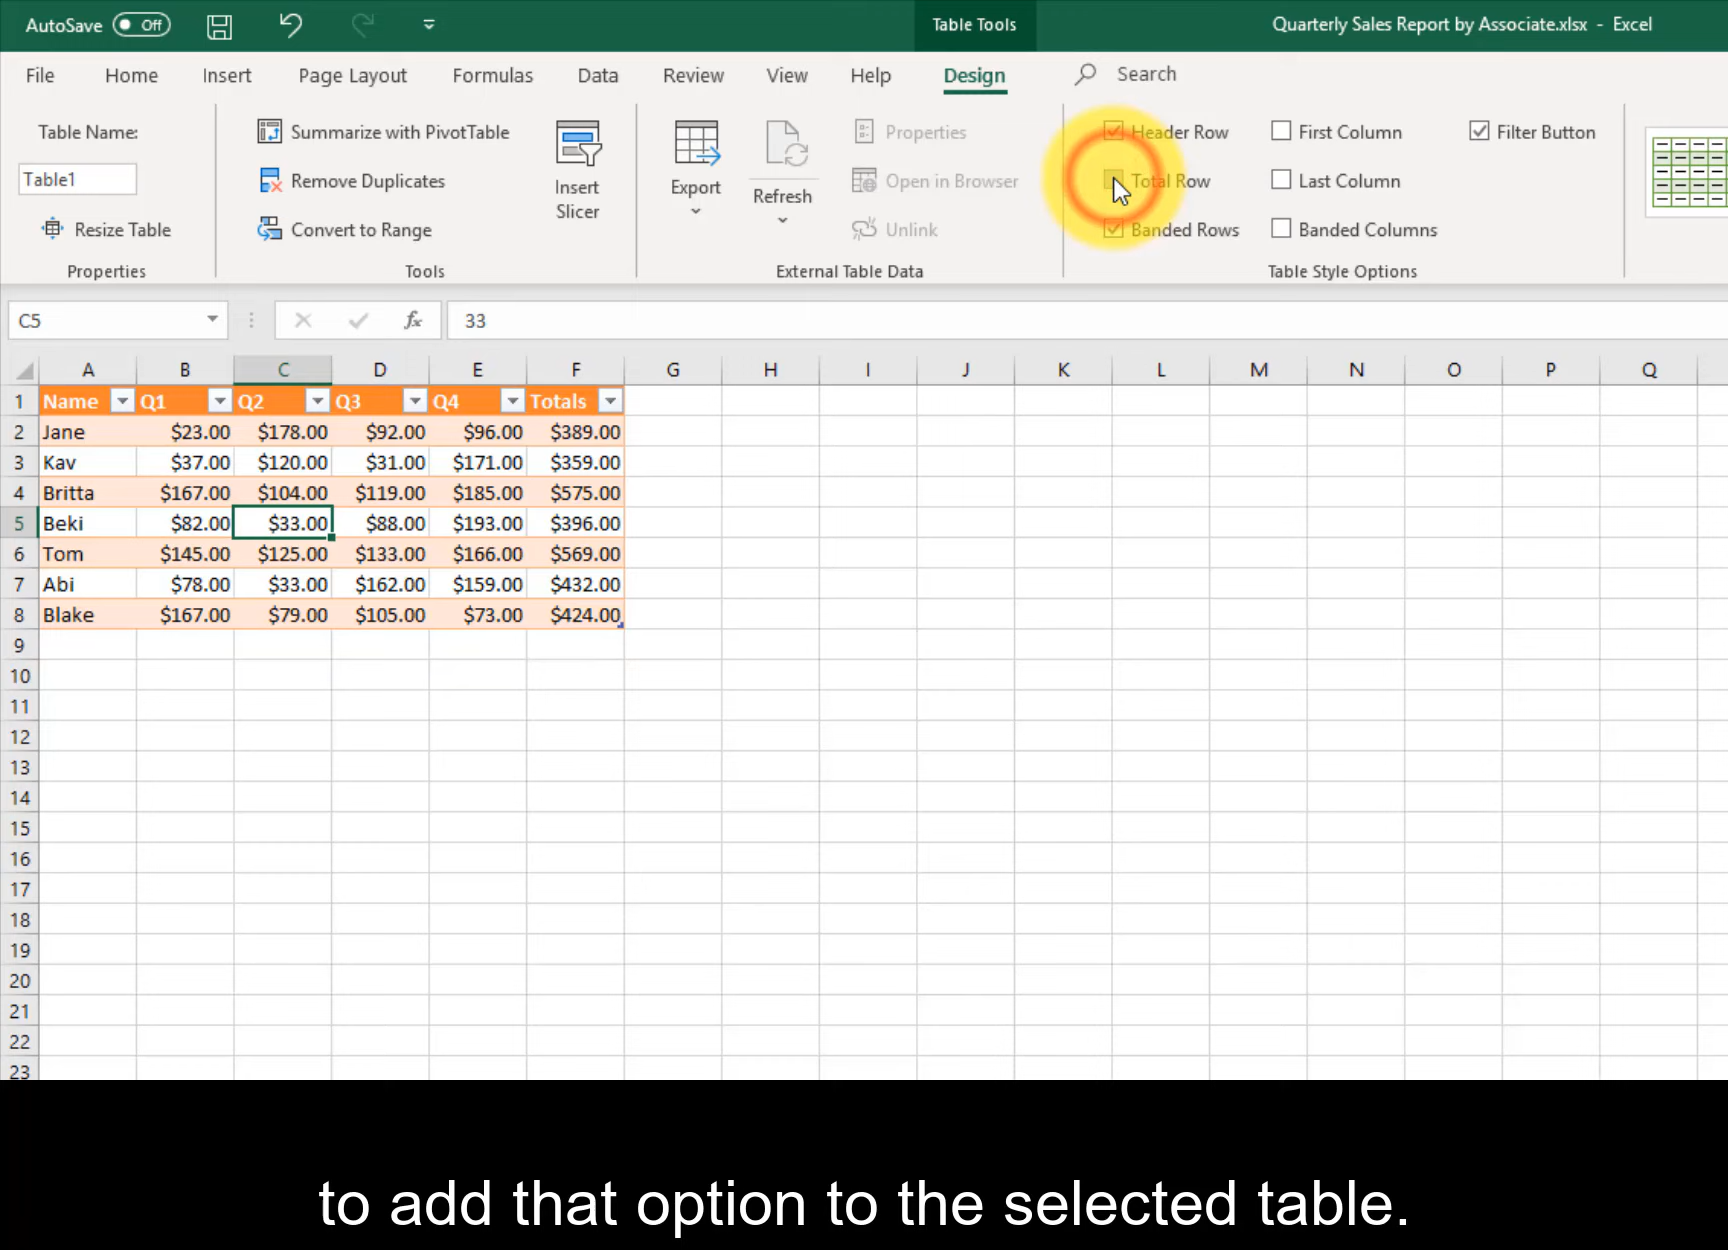 AutoSave Off Table Tools Quarterly Sales Report by Associate.xlsx - Excel
File Home Insert Page Layout Formulas Data Review View Help Design Search
Table Name: Summarize with PivotTable Properties Header Row First Column Filter Button
Table1 Remove Duplicates Insert Slicer Export Refresh Open in Browser Total Row Last Column
Resize Table Convert to Range Unlink Banded Rows Banded Columns
Properties Tools External Table Data Table Style Options
C5 fx 33
A B C D E F G H I J K L M N O P Q
1 Name Q1 Q2 Q3 Q4 Totals
2 Jane $23.00 $178.00 $92.00 $96.00 $389.00
3 Kav $37.00 $120.00 $31.00 $171.00 $359.00
4 Britta $167.00 $104.00 $119.00 $185.00 $575.00
5 Beki $82.00 $33.00 $88.00 $193.00 $396.00
6 Tom $145.00 $125.00 $133.00 $166.00 $569.00
7 Abi $78.00 $33.00 $162.00 $159.00 $432.00
8 Blake $167.00 $79.00 $105.00 $73.00 $424.00
9
10
11
12
13
14
15
16
17
18
19
20
21
22
23
to add that option to the selected table.